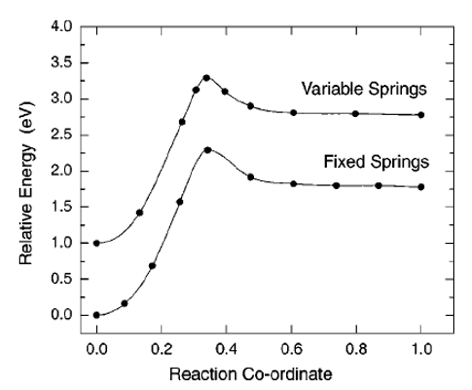 4.0
3.5
3.0
2.5
2.0
1.5
1.0
0.5
0.0
Relative Energy (eV)
Variable Springs
Fixed Springs
0.0 0.2 0.4 0.6 0.8 1.0
Reaction Co-ordinate